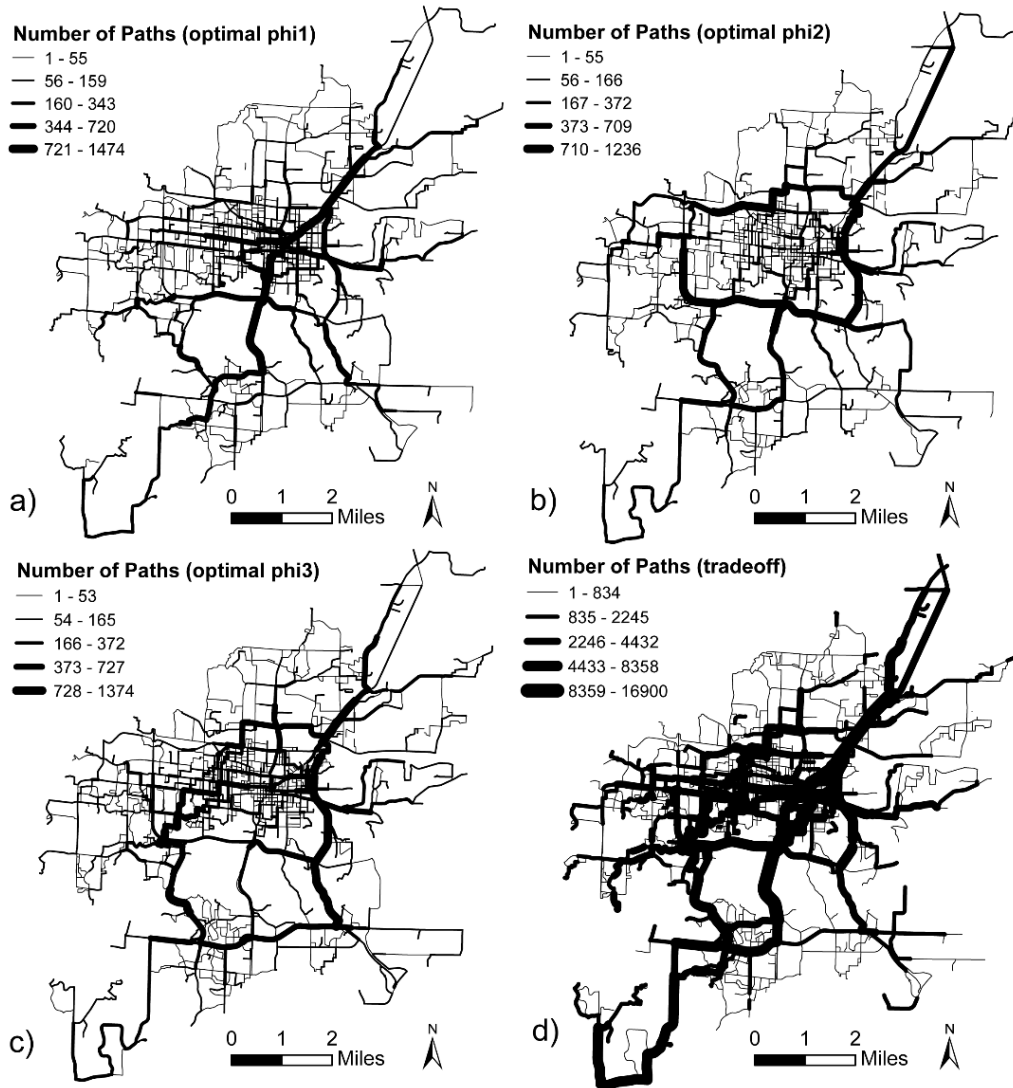 Number of Paths (optimal phi1)
1 - 55
56 - 159
160 - 343
344 - 720
721 - 1474
a)
0 1 2
Miles
N
Number of Paths (optimal phi2)
1 - 55
56 - 166
167 - 372
373 - 709
710 - 1236
b)
0 1 2
Miles
N
Number of Paths (optimal phi3)
1 - 53
54 - 165
166 - 372
373 - 727
728 - 1374
c)
0 1 2
Miles
N
Number of Paths (tradeoff)
1 - 834
835 - 2245
2246 - 4432
4433 - 8358
8359 - 16900
d)
0 1 2
Miles
N